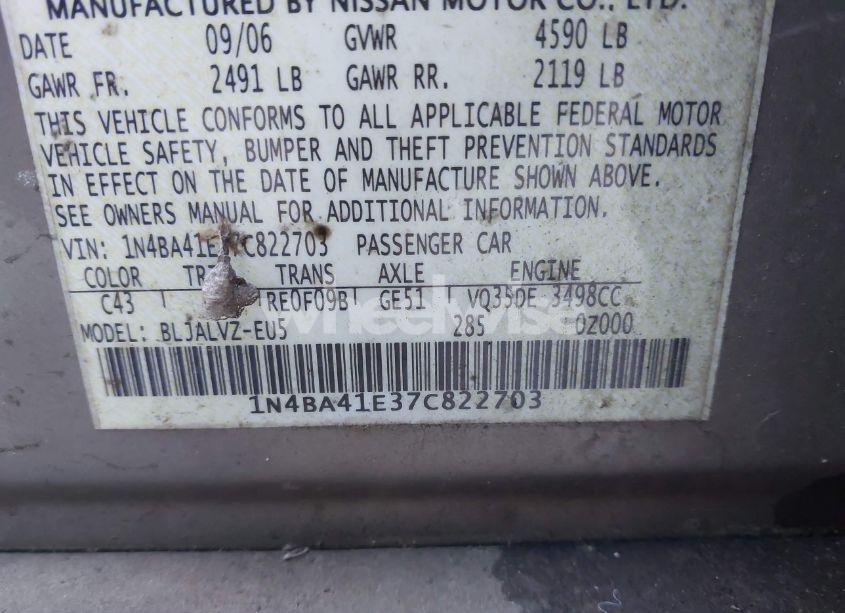 MANUFACTURED BY NISSAN MOTOR CO., LTD.
DATE 09/06 GVWR 4590 LB
GAWR FR. 2491 LB GAWR RR. 2119 LB
THIS VEHICLE CONFORMS TO ALL APPLICABLE FEDERAL MOTOR
VEHICLE SAFETY, BUMPER AND THEFT PREVENTION STANDARDS
IN EFFECT ON THE DATE OF MANUFACTURE SHOWN ABOVE.
SEE OWNERS MANUAL FOR ADDITIONAL INFORMATION.
VIN: PASSENGER CAR
COLOR TRANS AXLE ENGINE
C43 RE0F09B GE51 VQ35DE 3498CC
MODEL: BLJALVZ-EU5 285 0Z000
wheelwise
1N4BA41E37C822703